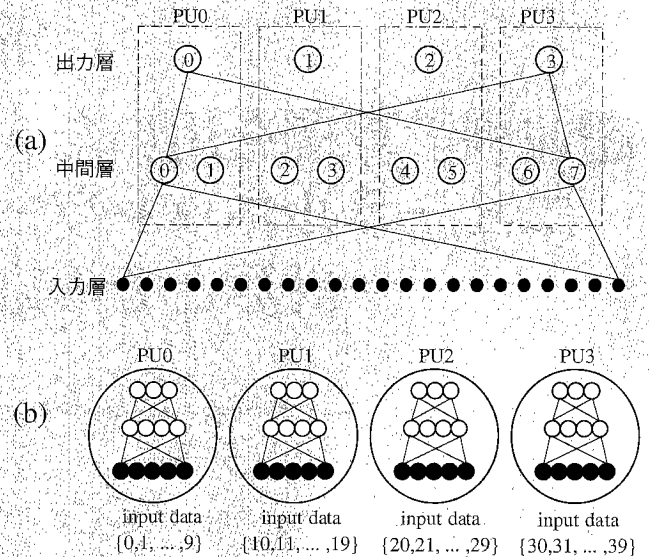 PU0 PU1 PU2 PU3
出力層 0 1 2 3
(a)
中間層 0 1 2 3 4 5 6 7
入力層
PU0 PU1 PU2 PU3
(b)
input data input data input data input data
{0,1, ... ,9} {10,11, ... ,19} {20,21, ... ,29} {30,31, ... ,39}